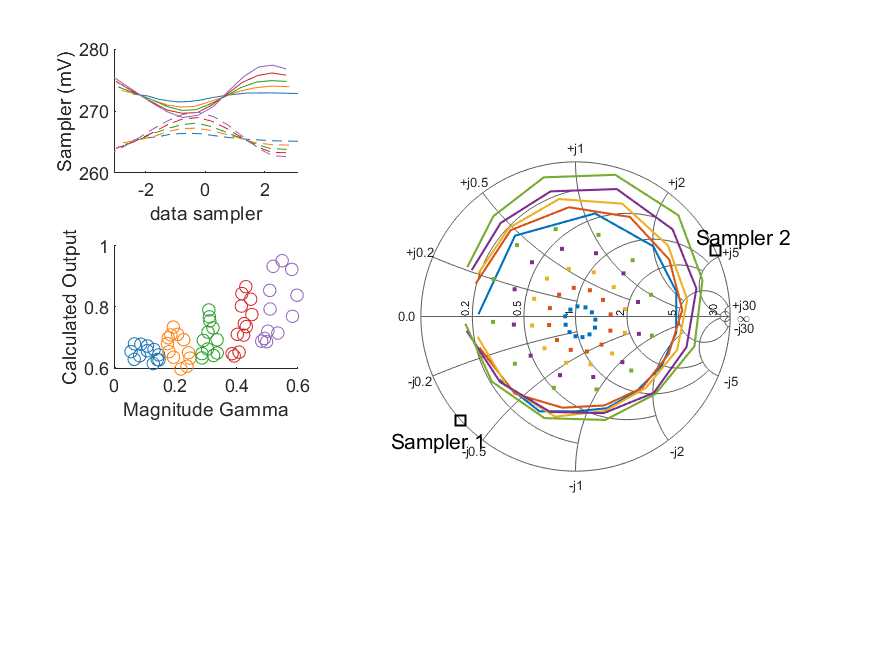 280
270
260
Sampler (mV)
-2
0
2
data sampler
1
0.8
0.6
Calculated Output
0
0.2
0.4
0.6
Magnitude Gamma
+j1
+j0.5
+j2
Sampler 2
+j0.2
+j5
0.0
0.2
0.5
1
2
5
30
+j30
∞
-j30
-j0.2
-j5
Sampler 1
-j0.5
-j2
-j1